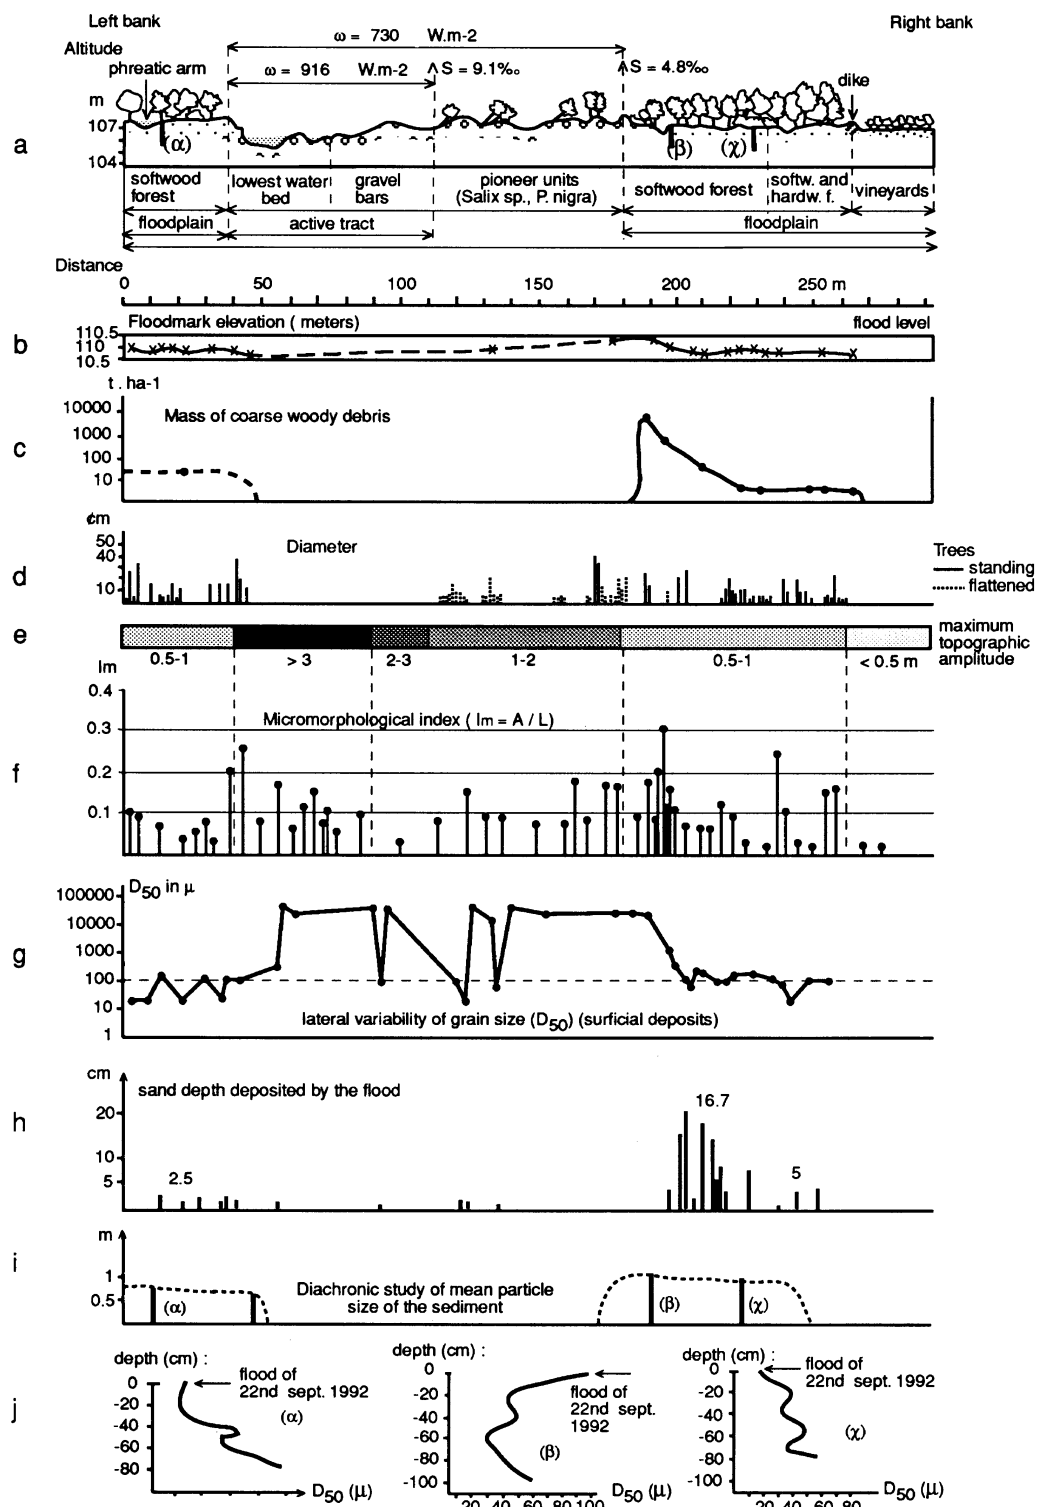 Left bank
Right bank
Altitude
ω = 730 W.m-2
phreatic arm
ω = 916 W.m-2
S = 9.1‰
S = 4.8‰
dike
m
107
104
a
(α)
(β)
(χ)
softwood forest
lowest water bed
gravel bars
pioneer units
(Salix sp., P. nigra)
softwood forest
softw. and hardw. f.
vineyards
floodplain
active tract
floodplain
Distance
0 50 100 150 200 250 m
b
Floodmark elevation ( meters)
flood level
110.5
110.0
10.5
t . ha-1
c
Mass of coarse woody debris
10000
1000
100
10
¢m
d
Diameter
50
40
10
Trees
standing
flattened
e
maximum
topographic
amplitude
0.5-1 > 3 2-3 1-2 0.5-1 < 0.5 m
Im
f
Micromorphological index ( Im = A / L)
0.4
0.3
0.2
0.1
g
D50 in μ
100000
10000
1000
100
10
1
lateral variability of grain size (D50) (surficial deposits)
cm
h
sand depth deposited by the flood
20
10
5
2.5
16.7
5
m
i
1
0.5
(α)
Diachronic study of mean particle
size of the sediment
(β)
(χ)
j
depth (cm) :
0
-20
-40
-60
-80
flood of
22nd sept. 1992
(α)
D50 (μ)
depth (cm) :
0
-20
-40
-60
-80
-100
flood of
22nd sept.
1992
(β)
20 40 60 80 100
D50 (μ)
depth (cm) :
0
-20
-40
-60
-80
-100
flood of
22nd sept. 1992
(χ)
20 40 60 80
D50 (μ)